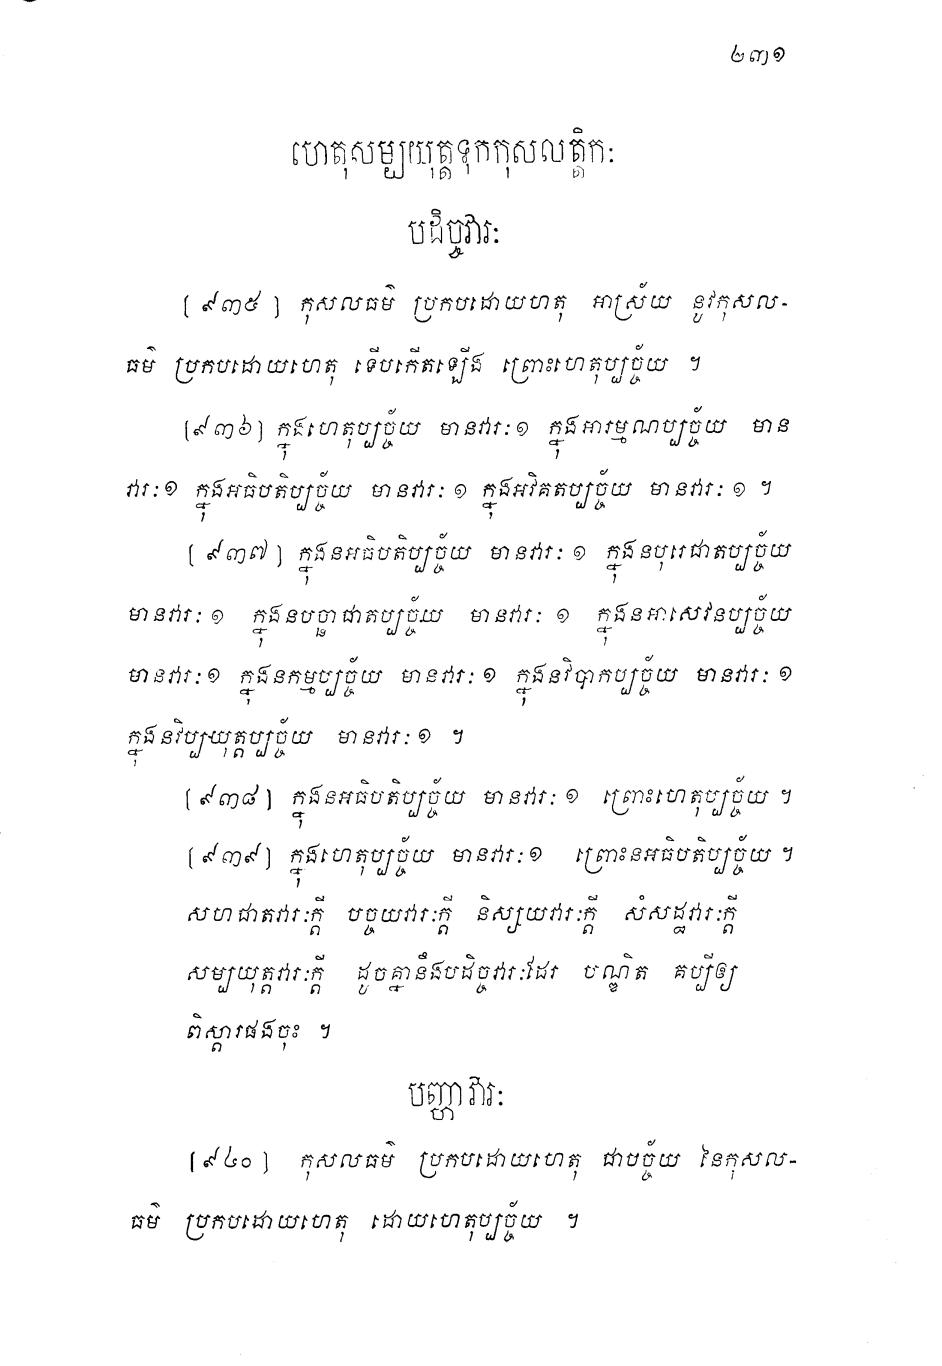 ២៣១
ហេតុសម្បយុត្តទុកកុសលត្តិកៈ
បដិច្ចវារៈ
[៩៣៥] កុសលធម៌ ប្រកបដោយហេតុ អាស្រ័យ នូវកុសល-
ធម៌ ប្រកបដោយហេតុ ទើបកើតឡើង ព្រោះហេតុប្បច្ច័យ ។
[៩៣៦] ក្នុងហេតុប្បច្ច័យ មានវារៈ១ ក្នុងអារម្មណប្បច្ច័យ មាន
វារៈ១ ក្នុងអធិបតិប្បច្ច័យ មានវារៈ ១ ក្នុងអវិគតប្បច្ច័យ មានវារៈ ១ ។
[៩៣៧] ក្នុងនអធិបតិប្បច្ច័យ មានវារៈ ១ ក្នុងនបុរេជាតប្បច្ច័យ
មានវារៈ ១ ក្នុងនបច្ឆាជាតប្បច្ច័យ មានវារៈ ១ ក្នុងនអាសេវនប្បច្ច័យ
មានវារៈ ១ ក្នុងនកម្មប្បច្ច័យ មានវារៈ ១ ក្នុងនវិបាកប្បច្ច័យ មានវារៈ ១
ក្នុងនវិប្បយុត្តប្បច្ច័យ មានវារៈ ១ ។
[៩៣៨] ក្នុងនអធិបតិប្បច្ច័យ មានវារៈ ១ ព្រោះហេតុប្បច្ច័យ ។
[៩៣៩] ក្នុងហេតុប្បច្ច័យ មានវារៈ ១ ព្រោះនអធិបតិប្បច្ច័យ ។
សហជាតវារៈក្តី បច្ចយវារៈក្តី និស្សយវារៈក្តី សំសដ្ឋវារៈក្តី
សម្បយុត្តវារៈក្តី ដូចគ្នានឹងបដិច្ចវារៈដែរ បណ្ឌិត គប្បីឲ្យ
ពិស្តារផងចុះ ។
បញ្ហាវារៈ
[៩៤០] កុសលធម៌ ប្រកបដោយហេតុ ជាបច្ច័យ នៃកុសល-
ធម៌ ប្រកបដោយហេតុ ដោយហេតុប្បច្ច័យ ។